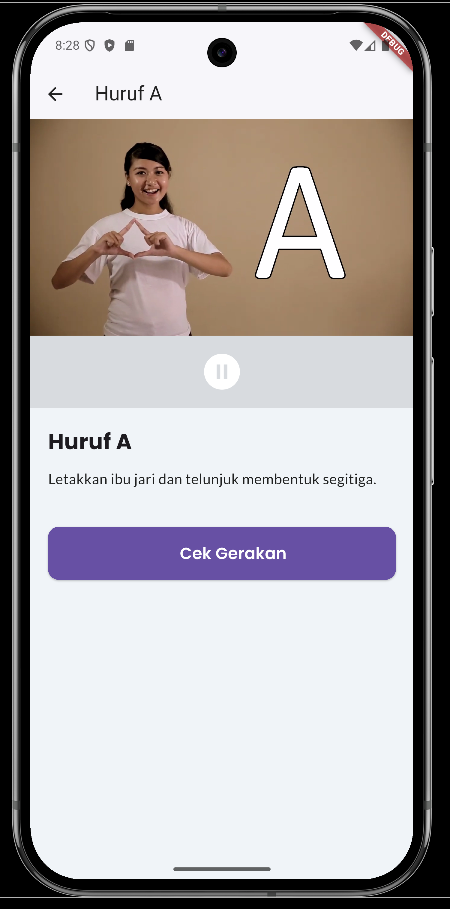 8:28
DEBUG
Huruf A
A
Huruf A
Letakkan ibu jari dan telunjuk membentuk segitiga.
Cek Gerakan